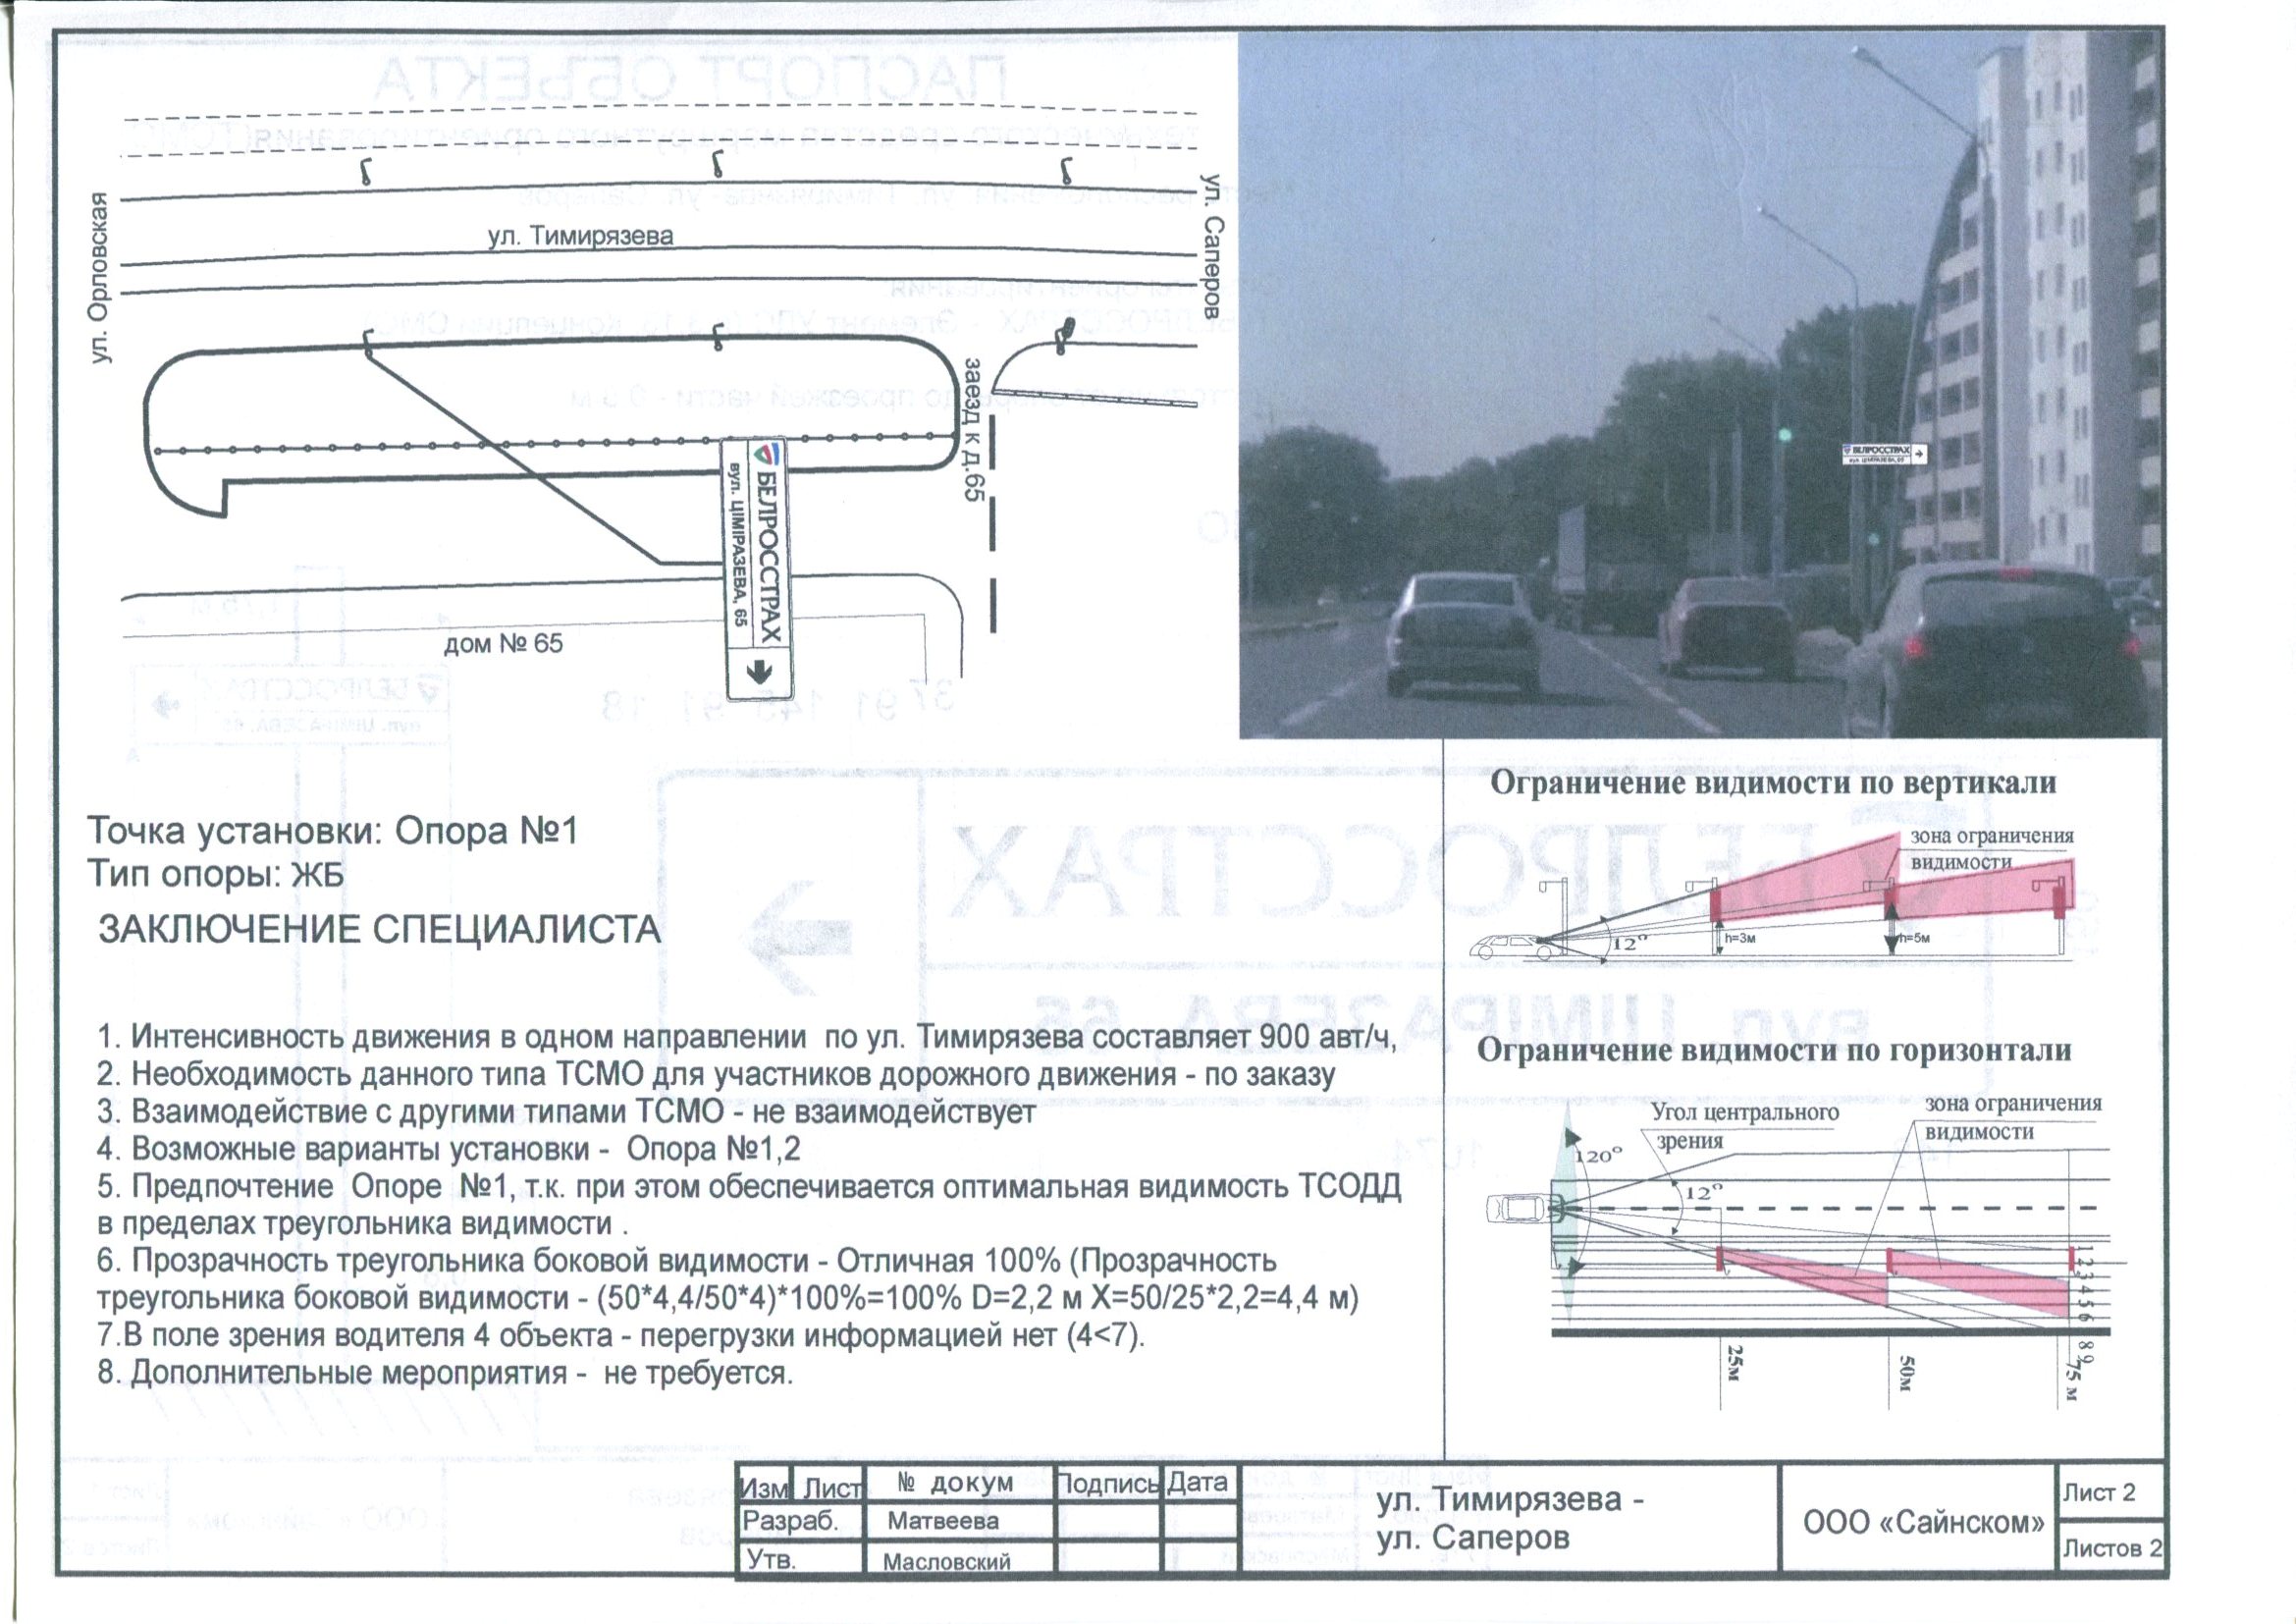 ул. Орловская
ул. Тимирязева
ул. Саперов
заезд к д.65
БЕЛРОССТРАХ
вул. ЦІМІРАЗЕВА, 65
дом № 65
БЕЛРОССТРАХ
вул. ЦІМІРАЗЕВА, 65
Точка установки: Опора №1
Тип опоры: ЖБ
ЗАКЛЮЧЕНИЕ СПЕЦИАЛИСТА
1. Интенсивность движения в одном направлении по ул. Тимирязева составляет 900 авт/ч,
2. Необходимость данного типа ТСМО для участников дорожного движения - по заказу
3. Взаимодействие с другими типами ТСМО - не взаимодействует
4. Возможные варианты установки - Опора №1,2
5. Предпочтение Опоре №1, т.к. при этом обеспечивается оптимальная видимость ТСОДД
в пределах треугольника видимости .
6. Прозрачность треугольника боковой видимости - Отличная 100% (Прозрачность
треугольника боковой видимости - (50*4,4/50*4)*100%=100% D=2,2 м X=50/25*2,2=4,4 м)
7.В поле зрения водителя 4 объекта - перегрузки информацией нет (4<7).
8. Дополнительные мероприятия - не требуется.
Ограничение видимости по вертикали
зона ограничения
видимости
12°
h=3м
h=5м
Ограничение видимости по горизонтали
Угол центрального
зрения
зона ограничения
видимости
120°
12°
1 2 3 4 5 6
8 9
25м
50м
75 м
Изм Лист № докум Подпись Дата
Разраб. Матвеева
Утв. Масловский
ул. Тимирязева -
ул. Саперов
ООО «Сайнском»
Лист 2
Листов 2